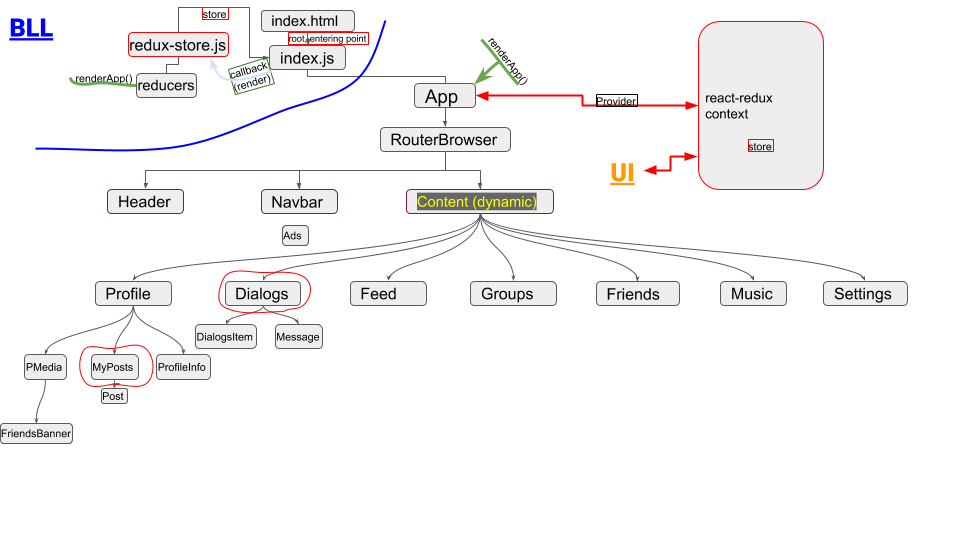 BLL
store
index.html
root, entering point
redux-store.js
index.js
callback
(render)
renderApp()
reducers
renderApp()
App
Provider
react-redux
context
store
RouterBrowser
UI
Header
Navbar
Content (dynamic)
Ads
Profile
Dialogs
Feed
Groups
Friends
Music
Settings
DialogsItem
Message
PMedia
MyPosts
ProfileInfo
Post
FriendsBanner